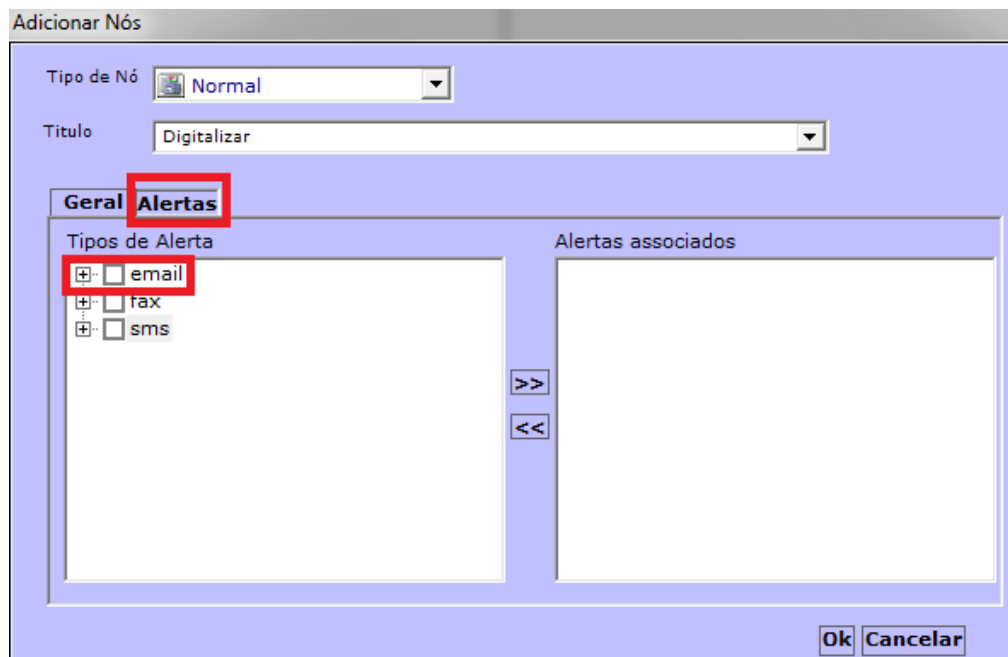 Adicionar Nós
Tipo de Nó Normal
Titulo Digitalizar
Geral Alertas
Tipos de Alerta Alertas associados
email
fax
sms
>>
<<
Ok Cancelar